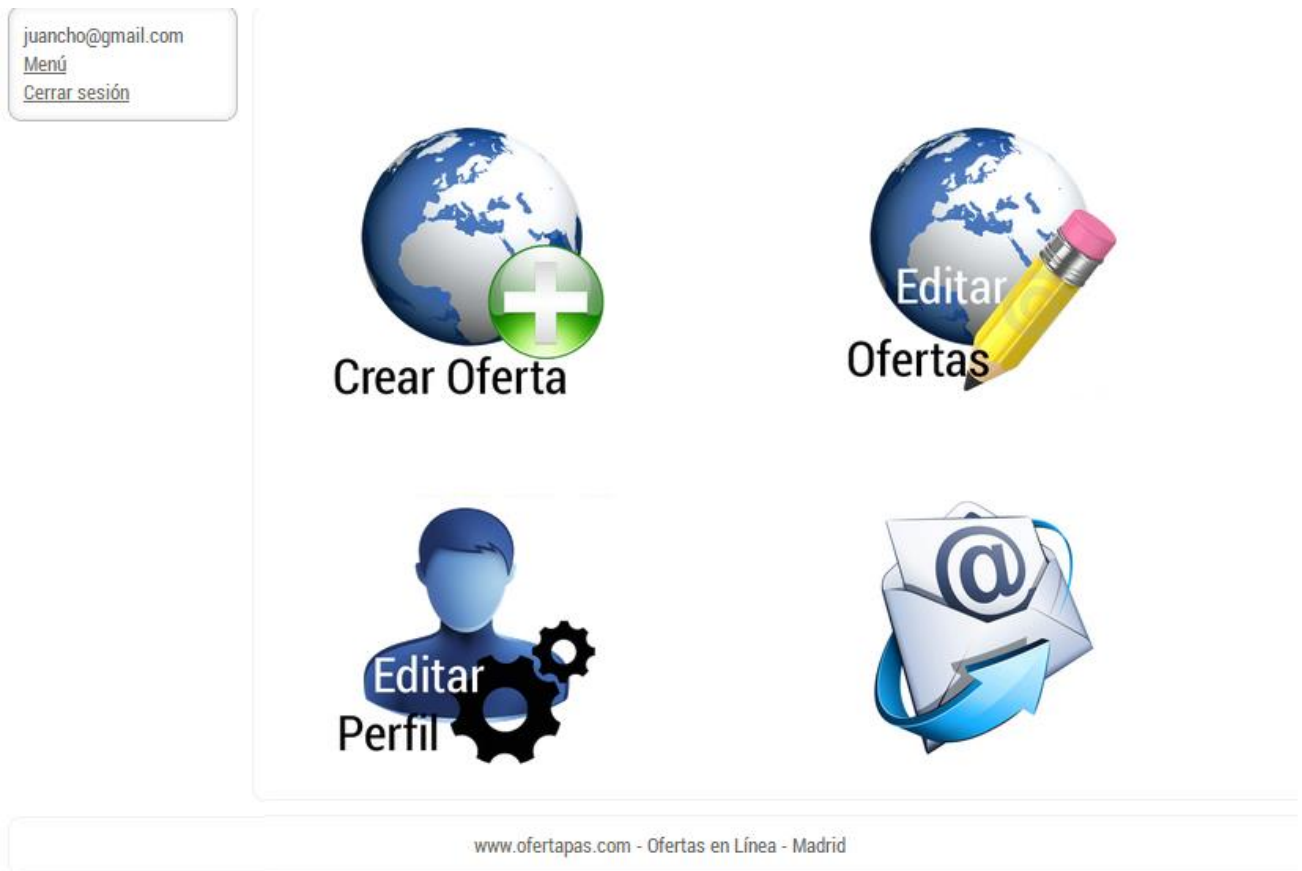 juancho@gmail.com
Menú
Cerrar sesión
Crear Oferta
Editar
Ofertas
Editar
Perfil
@
www.ofertapas.com - Ofertas en Línea - Madrid